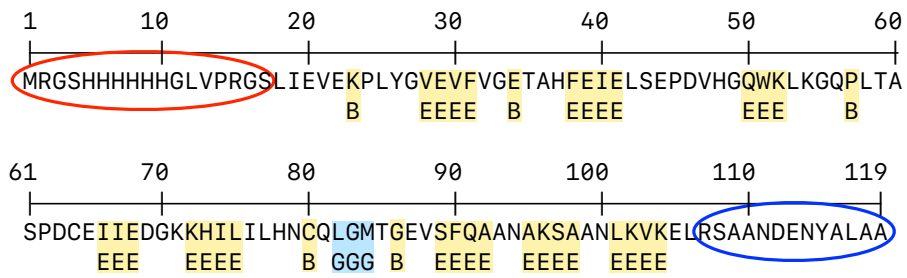 1 10 20 30 40 50 60
MRGSHHHHHHGLVPRGSLIEVEKPLYGVEVFVGETAHFEIELSEPDVHGQWKLKGQPLTA
B EEEE B EEEE EEE B
61 70 80 90 100 110 119
SPDCEIIEDGKKHILILHNCQLGMTGEVSFQAANAKSAANLKVKELRSAANDENYALAA
EEE EEEE B GGG B EEEE EEEE EEEE